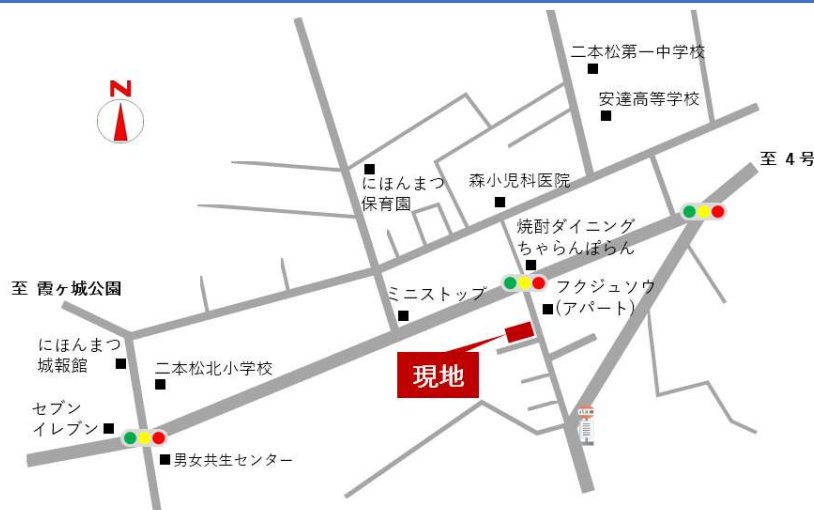 二本松第一中学校
N
安達高等学校
至 4号
にほんまつ
保育園
森小児科医院
焼酎ダイニング
ちゃらんぽらん
至 霞ヶ城公園
ミニストップ
フクジュソウ
(アパート)
にほんまつ
城報館
二本松北小学校
現地
セブン
イレブン
男女共生センター